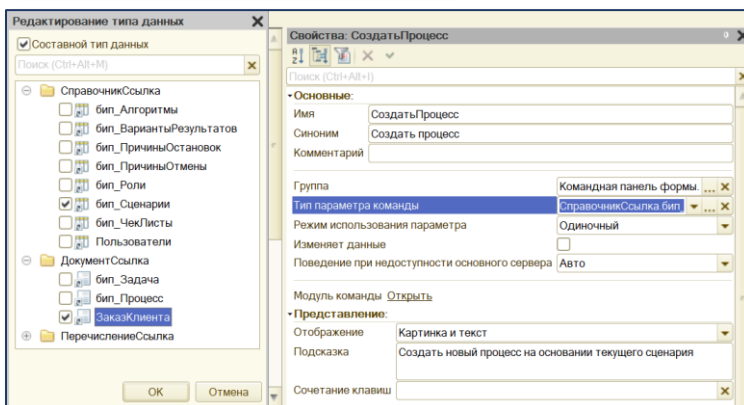 Редактирование типа данных
Составной тип данных
Поиск (Ctrl+Alt+M)
СправочникСсылка
бип_Алгоритмы
бип_ВариантыРезультатов
бип_ПричиныОстановок
бип_ПричиныОтмены
бип_Роли
бип_Сценарии
бип_ЧекЛисты
Пользователи
ДокументСсылка
бип_Задача
бип_Процесс
ЗаказКлиента
ПеречислениеСсылка
ОК Отмена
Свойства: СоздатьПроцесс
Поиск (Ctrl+Alt+I)
Основные:
Имя СоздатьПроцесс
Синоним Создать процесс
Комментарий
Группа Командная панель формы. ...
Тип параметра команды СправочникСсылка.бип ...
Режим использования параметра Одиночный
Изменяет данные
Поведение при недоступности основного сервера Авто
Модуль команды Открыть
Представление:
Отображение Картинка и текст
Подсказка Создать новый процесс на основании текущего сценария
Сочетание клавиш